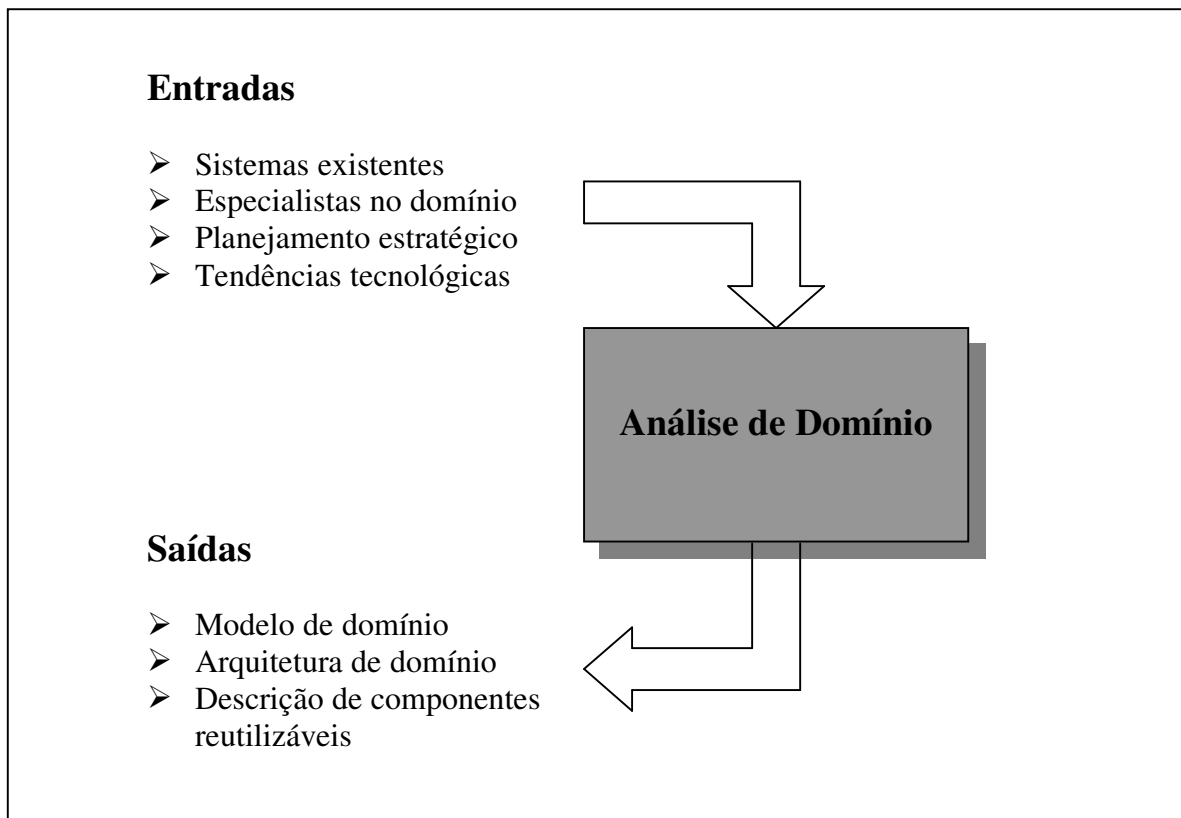 Entradas
➢ Sistemas existentes
➢ Especialistas no domínio
➢ Planejamento estratégico
➢ Tendências tecnológicas
Análise de Domínio
Saídas
➢ Modelo de domínio
➢ Arquitetura de domínio
➢ Descrição de componentes
reutilizáveis